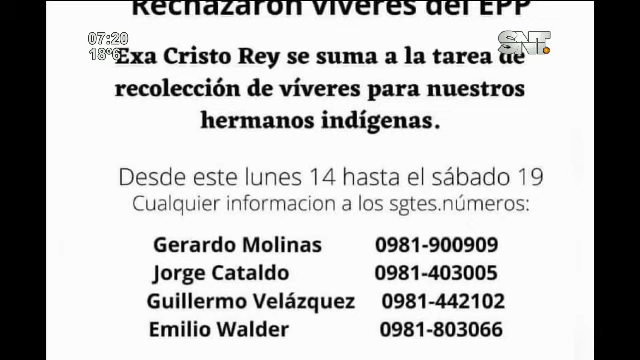 Rechazaron víveres del EPP
07:20
18°6
SNT
Exa Cristo Rey se suma a la tarea de
recolección de víveres para nuestros
hermanos indígenas.
Desde este lunes 14 hasta el sábado 19
Cualquier informacion a los sgtes.números:
Gerardo Molinas 0981-900909
Jorge Cataldo 0981-403005
Guillermo Velázquez 0981-442102
Emilio Walder 0981-803066